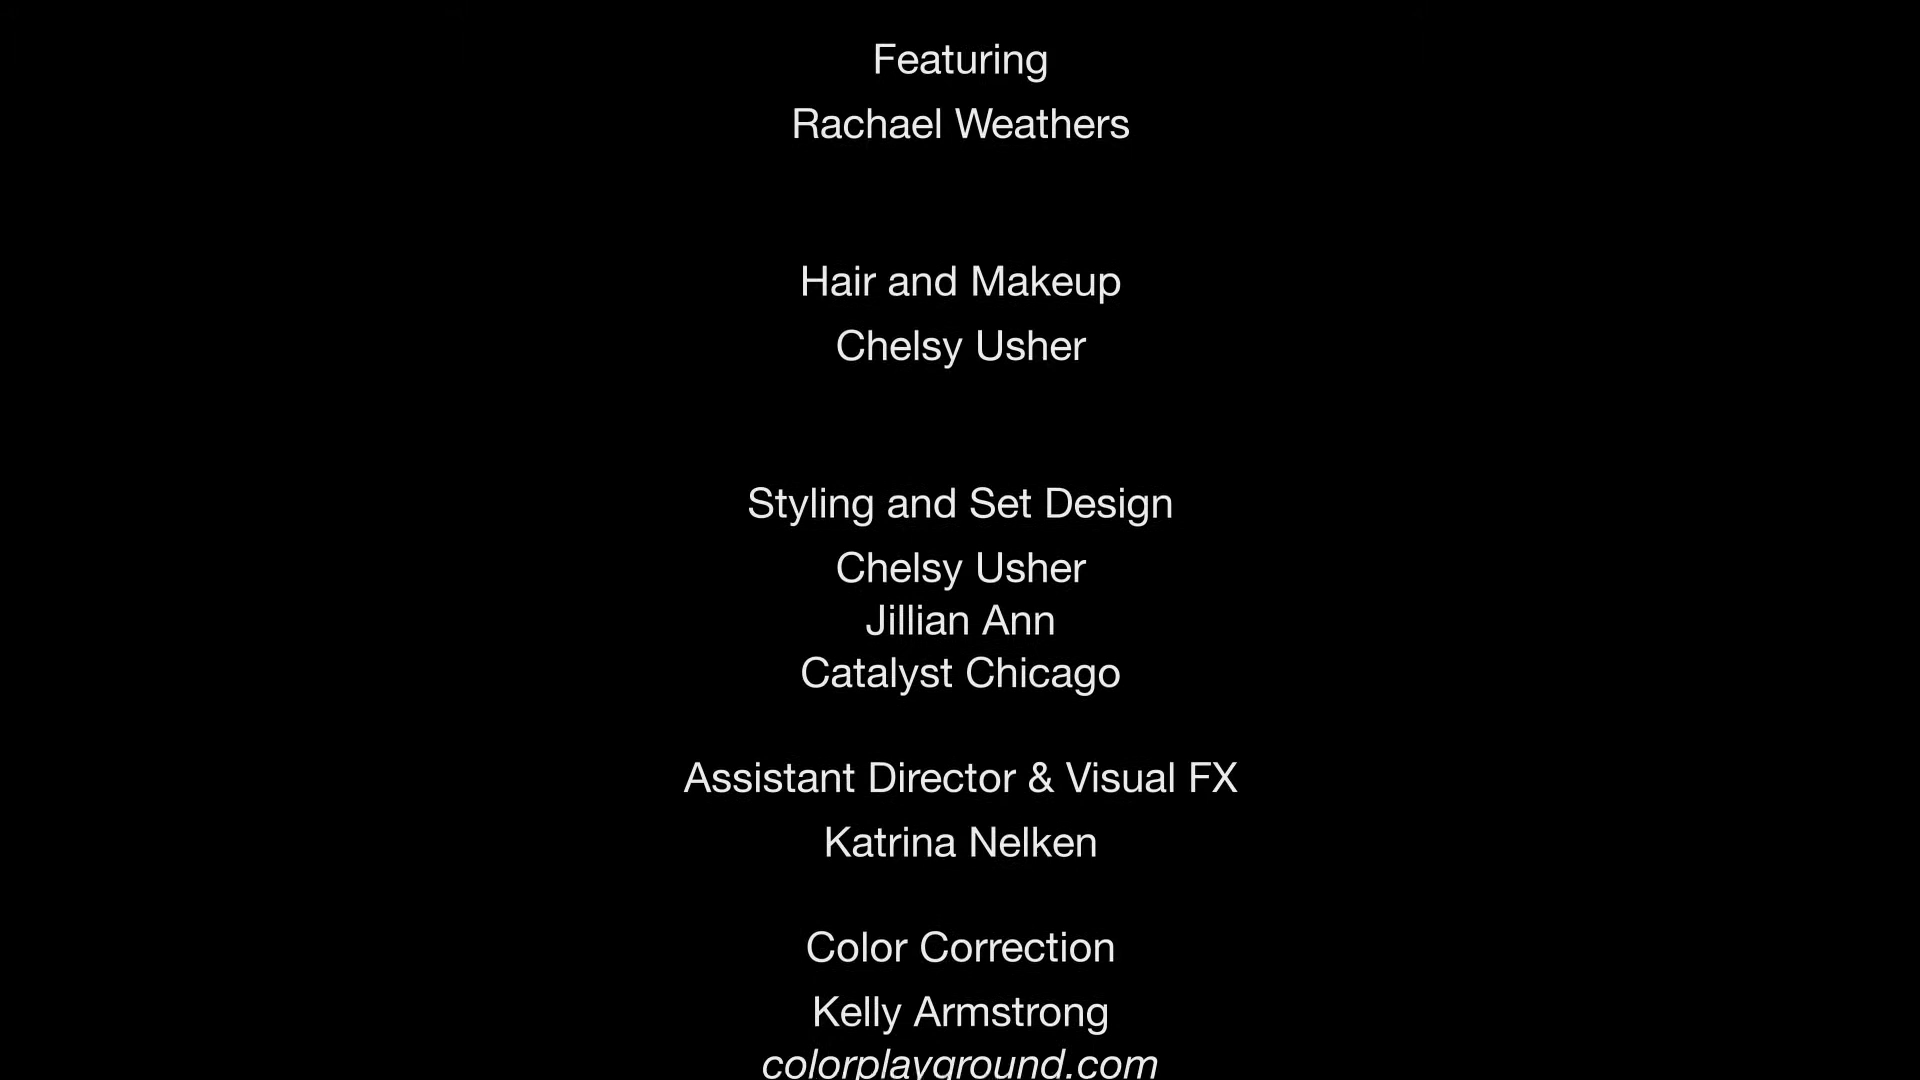 Featuring
Rachael Weathers
Hair and Makeup
Chelsy Usher
Styling and Set Design
Chelsy Usher
Jillian Ann
Catalyst Chicago
Assistant Director & Visual FX
Katrina Nelken
Color Correction
Kelly Armstrong
colorplayground.com